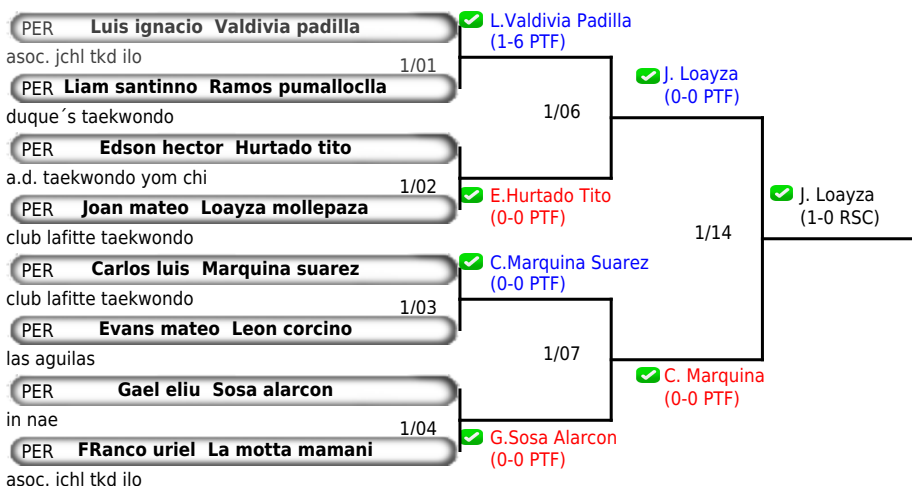 PER Luis ignacio Valdivia padilla
asoc. jchl tkd ilo
1/01
PER Liam santinno Ramos pumalloclla
duque´s taekwondo
PER Edson hector Hurtado tito
a.d. taekwondo yom chi
1/02
PER Joan mateo Loayza mollepaza
club lafitte taekwondo
PER Carlos luis Marquina suarez
club lafitte taekwondo
1/03
PER Evans mateo Leon corcino
las aguilas
PER Gael eliu Sosa alarcon
in nae
1/04
PER FRanco uriel La motta mamani
asoc. jchl tkd ilo
L.Valdivia Padilla
(1-6 PTF)
1/06
E.Hurtado Tito
(0-0 PTF)
C.Marquina Suarez
(0-0 PTF)
1/07
G.Sosa Alarcon
(0-0 PTF)
J. Loayza
(0-0 PTF)
1/14
C. Marquina
(0-0 PTF)
J. Loayza
(1-0 RSC)